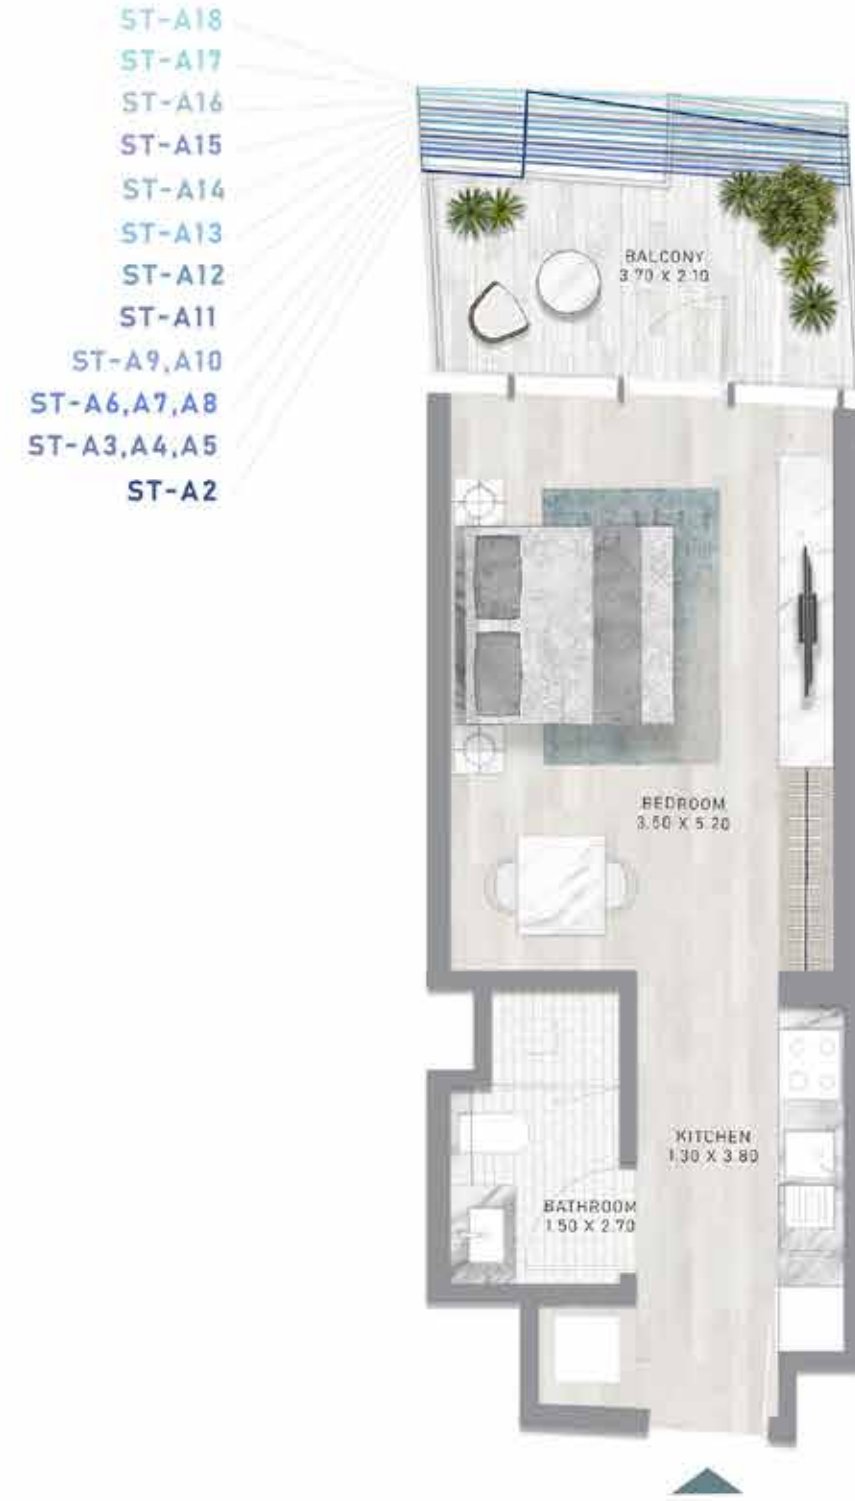 ST-A18
ST-A17
ST-A16
ST-A15
ST-A14
ST-A13
ST-A12
ST-A11
ST-A9,A10
ST-A6,A7,A8
ST-A3,A4,A5
ST-A2
BALCONY
3.70 X 2.10
BEDROOM
3.50 X 5.20
KITCHEN
1.30 X 3.80
BATHROOM
1.50 X 2.70